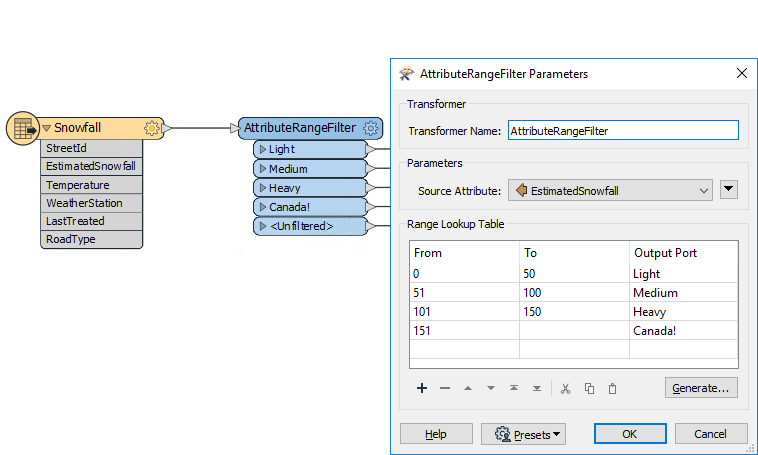 Snowfall
StreetId
EstimatedSnowfall
Temperature
WeatherStation
LastTreated
RoadType
AttributeRangeFilter
Light
Medium
Heavy
Canada!
<Unfiltered>
AttributeRangeFilter Parameters
Transformer
Transformer Name: AttributeRangeFilter
Parameters
Source Attribute: EstimatedSnowfall
Range Lookup Table
From To Output Port
0 50 Light
51 100 Medium
101 150 Heavy
151 Canada!
Generate...
Help Presets OK Cancel